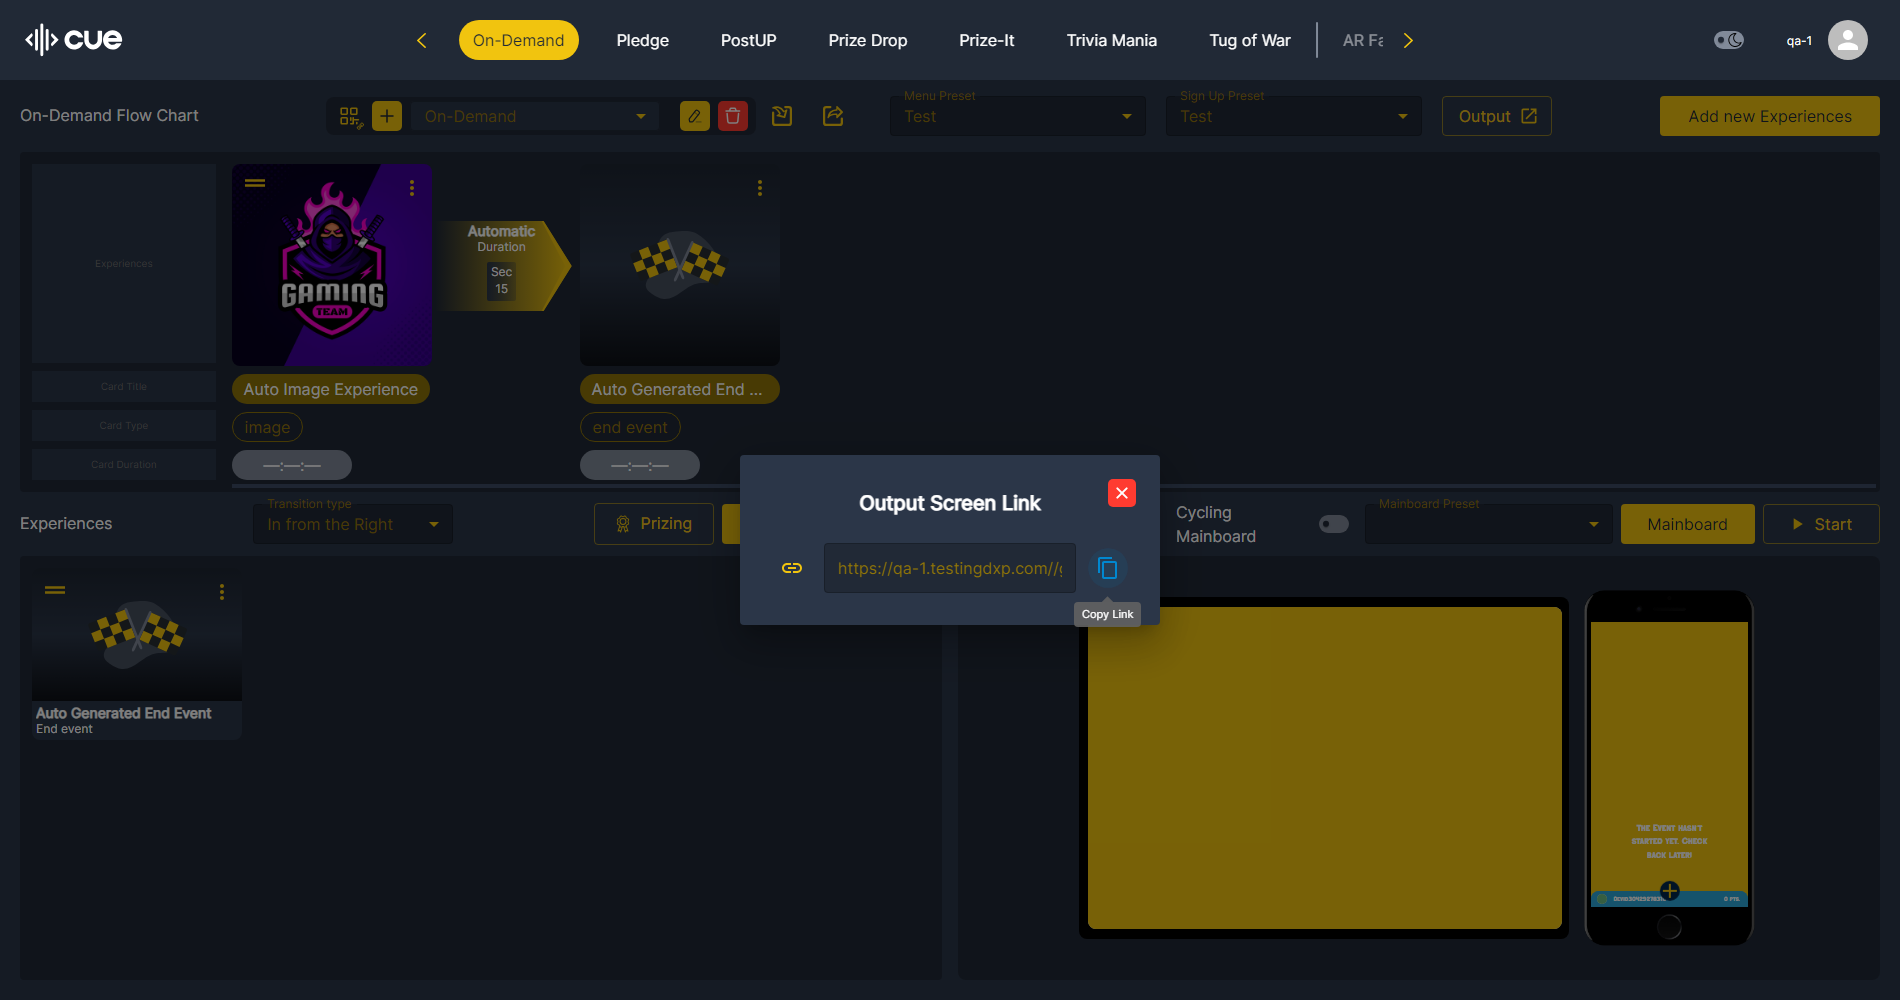 cue
On-Demand
Pledge
PostUP
Prize Drop
Prize-It
Trivia Mania
Tug of War
AR Fa
qa-1
On-Demand Flow Chart
On-Demand
Menu Preset
Test
Sign Up Preset
Test
Output
Add new Experiences
Experiences
GAMING
TEAM
Automatic
Duration
Sec
15
Card Title
Auto Image Experience
Auto Generated End ...
Card Type
image
end event
Card Duration
—:—:—
—:—:—
Output Screen Link
https://qa-1.testingdxp.com//g
Copy Link
Experiences
Transition type
In from the Right
Prizing
Cycling
Mainboard
Mainboard Preset
Mainboard
Start
Auto Generated End Event
End event
The Event hasn't
started yet. Check
back later!
0 pts.